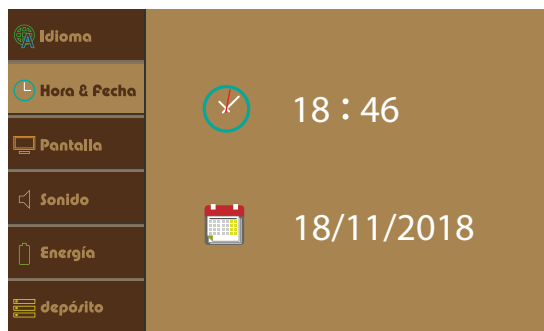 Idioma
Hora & Fecha
Pantalla
Sonido
Energía
depósito
18 : 46
18/11/2018